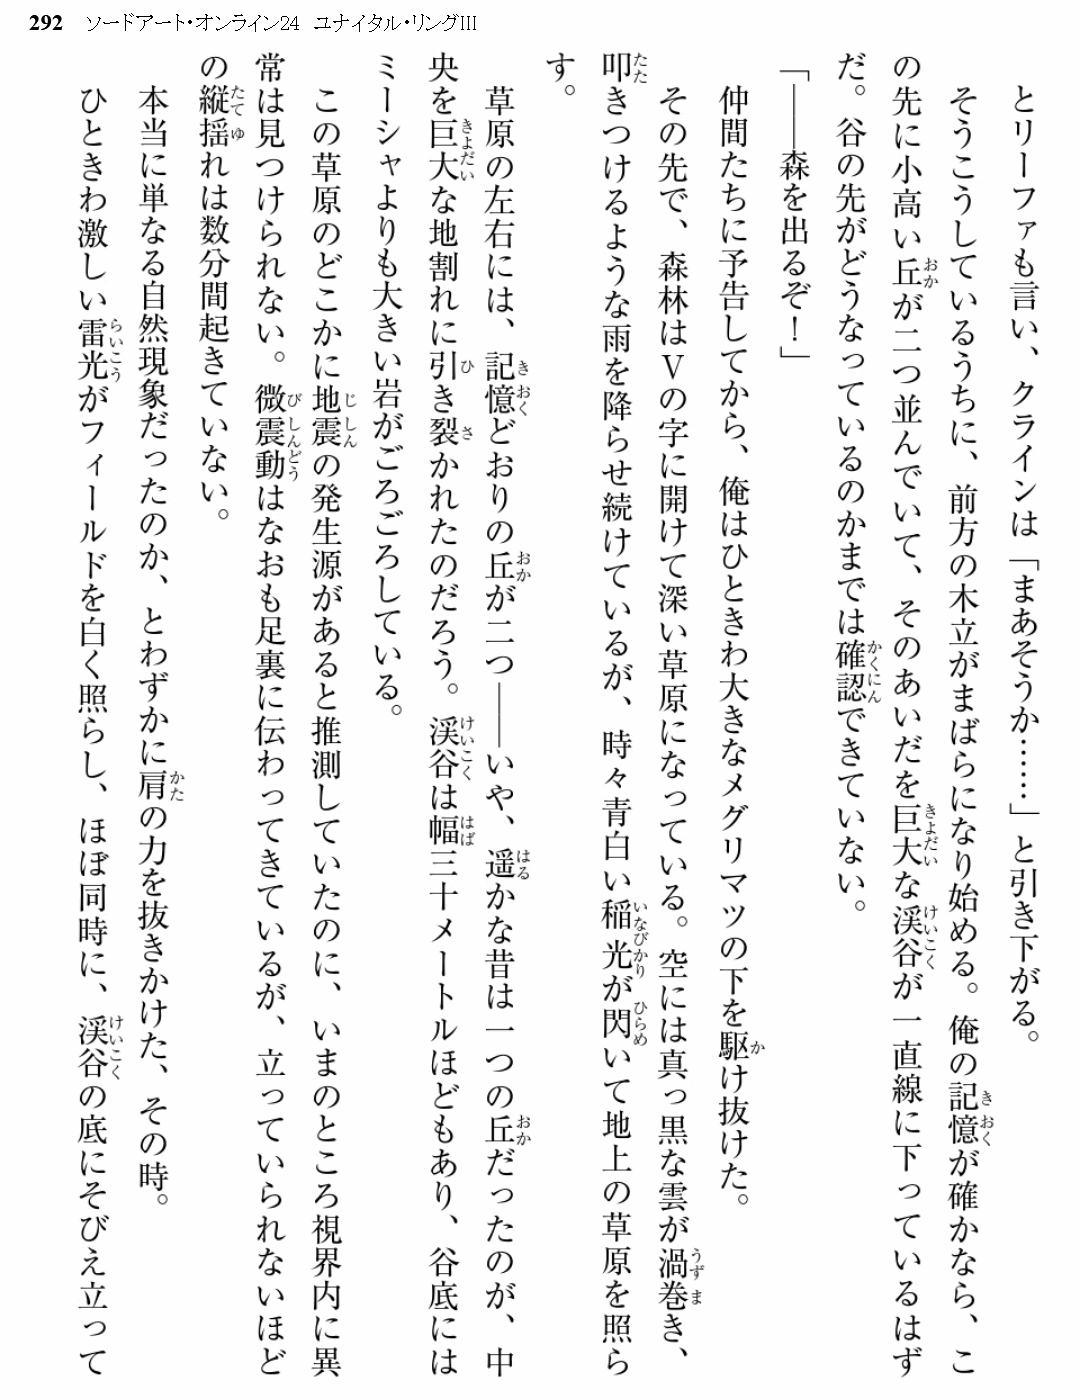 292 ソードアート・オンライン24 ユナイタル・リングIII
とリーファも言い、クラインは「まあそうか……」と引き下がる。
そうこうしているうちに、前方の木立がまばらになり始める。俺の記憶が確かなら、こ
の先に小高い丘が二つ並んでいて、そのあいだを巨大な渓谷が一直線に下っているはず
だ。谷の先がどうなっているのかまでは確認できていない。
「――森を出るぞ！」
仲間たちに予告してから、俺はひときわ大きなメグリマツの下を駆け抜けた。
その先で、森林はＶの字に開けて深い草原になっている。空には真っ黒な雲が渦巻き、
叩きつけるような雨を降らせ続けているが、時々青白い稲光が閃いて地上の草原を照ら
す。
草原の左右には、記憶どおりの丘が二つ――いや、遥かな昔は一つの丘だったのが、中
央を巨大な地割れに引き裂かれたのだろう。渓谷は幅三十メートルほどもあり、谷底には
ミーシャよりも大きい岩がごろごろしている。
この草原のどこかに地震の発生源があると推測していたのに、いまのところ視界内に異
常は見つけられない。微震動はなおも足裏に伝わってきているが、立っていられないほど
の縦揺れは数分間起きていない。
本当に単なる自然現象だったのか、とわずかに肩の力を抜きかけた、その時。
ひときわ激しい雷光がフィールドを白く照らし、ほぼ同時に、渓谷の底にそびえ立って